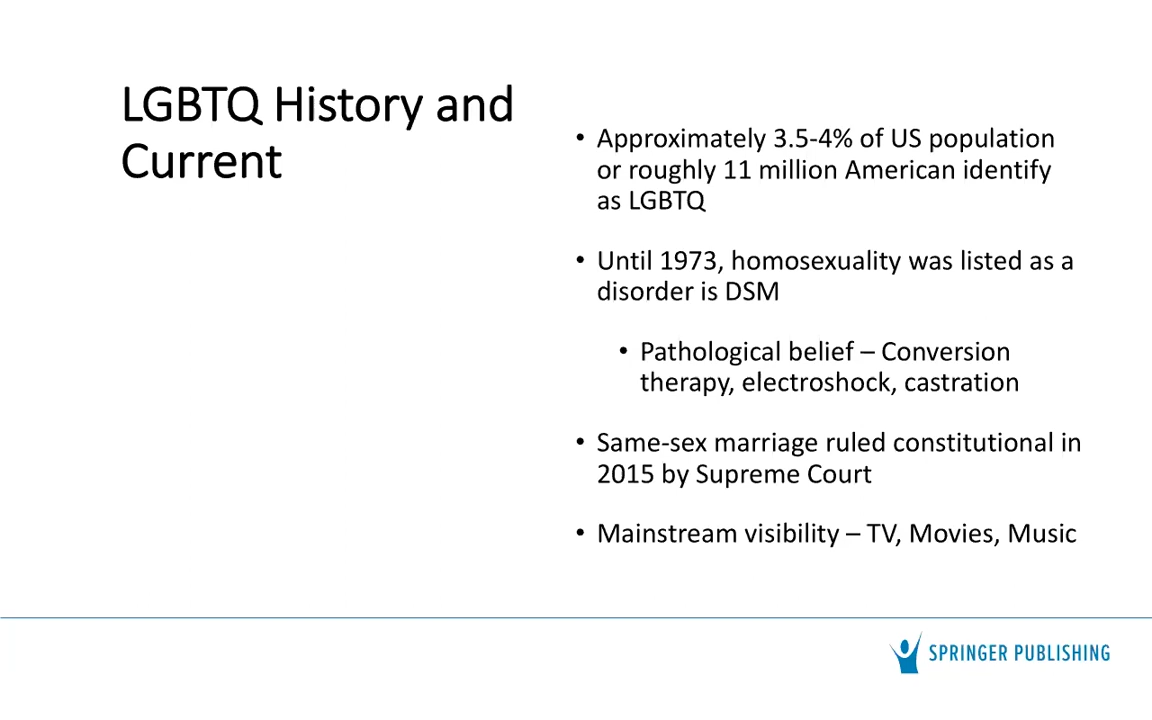 LGBTQ History and
Current
• Approximately 3.5-4% of US population
or roughly 11 million American identify
as LGBTQ
• Until 1973, homosexuality was listed as a
disorder is DSM
• Pathological belief – Conversion
therapy, electroshock, castration
• Same-sex marriage ruled constitutional in
2015 by Supreme Court
• Mainstream visibility – TV, Movies, Music
SPRINGER PUBLISHING